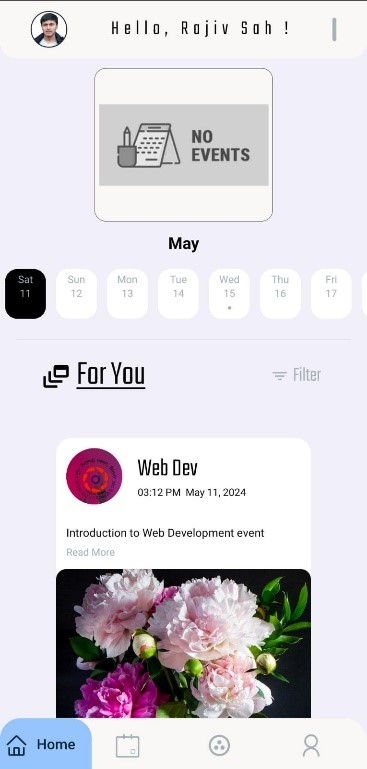 Hello, Rajiv Sah !
NO
EVENTS
May
Sat Sun Mon Tue Wed Thu Fri
11 12 13 14 15 16 17
For You
Filter
Web Dev
03:12 PM May 11, 2024
Introduction to Web Development event
Read More
Home